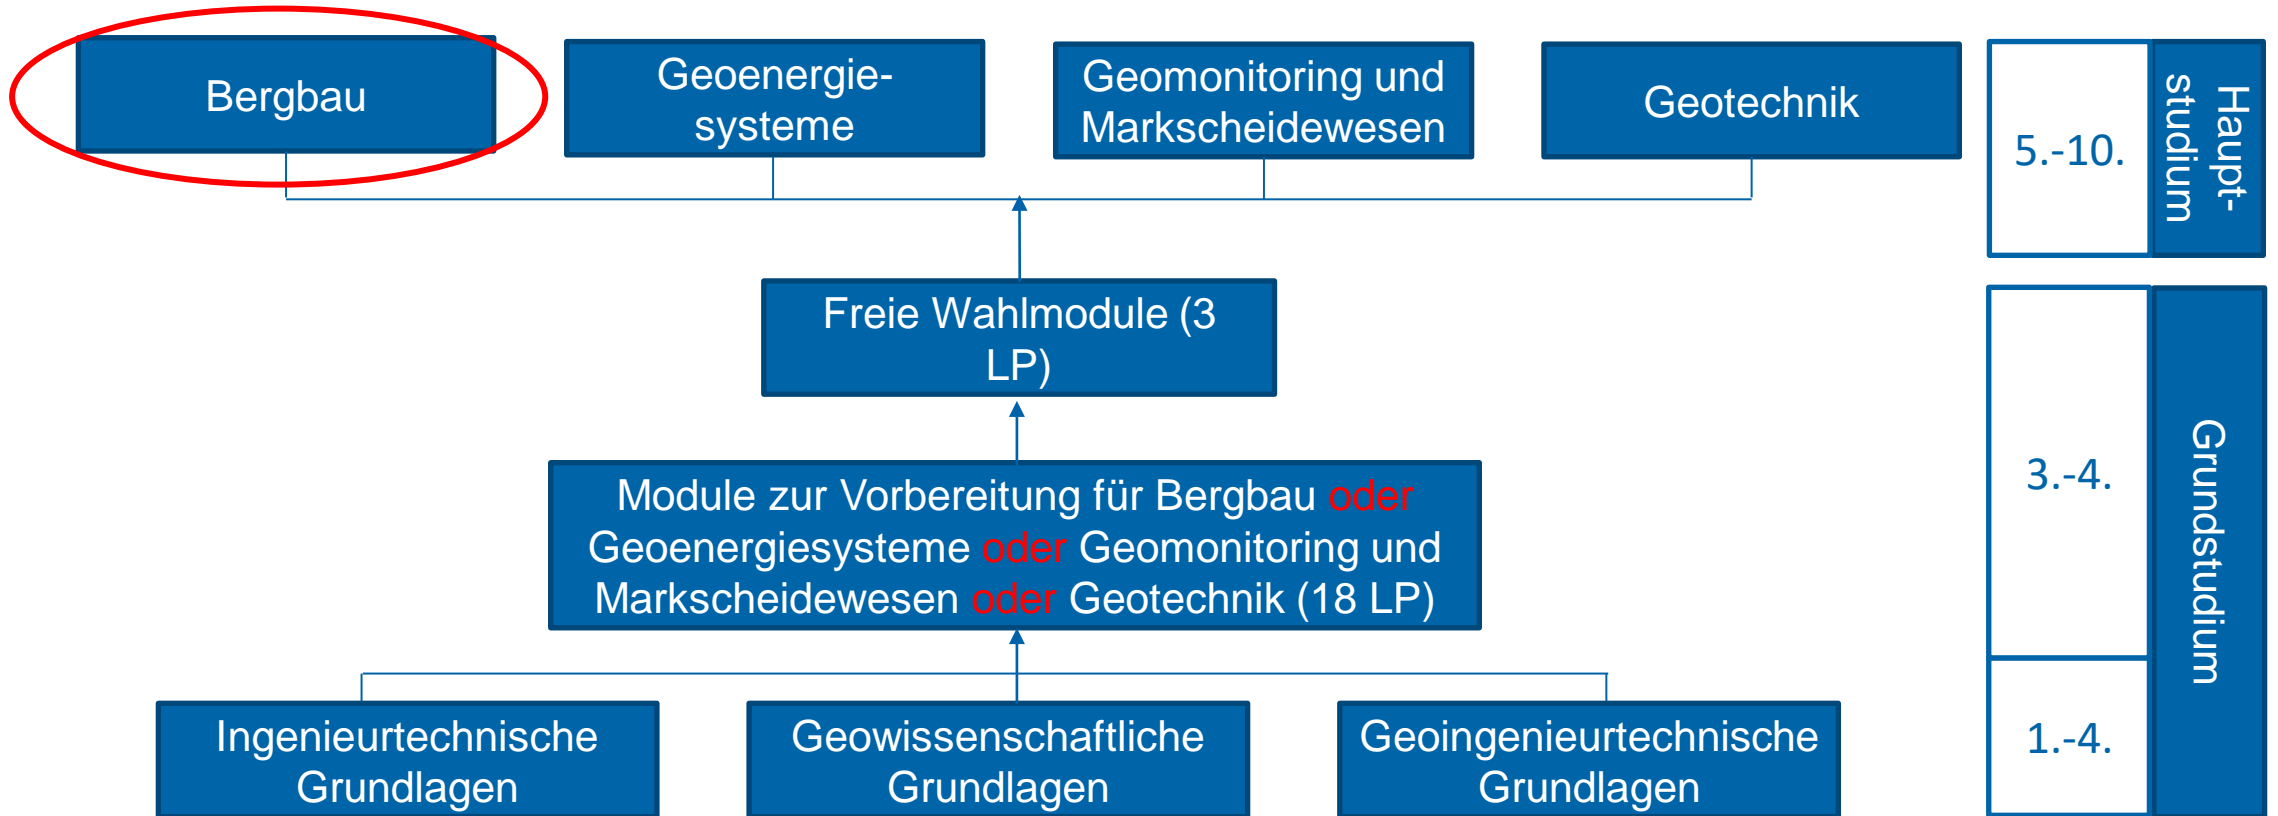 Bergbau
Geoenergie-
systeme
Geomonitoring und
Markscheidewesen
Geotechnik
5.-10.
Haupt-
studium
Freie Wahlmodule (3
LP)
Module zur Vorbereitung für Bergbau oder
Geoenergiesysteme oder Geomonitoring und
Markscheidewesen oder Geotechnik (18 LP)
3.-4.
Grundstudium
Ingenieurtechnische
Grundlagen
Geowissenschaftliche
Grundlagen
Geoingenieurtechnische
Grundlagen
1.-4.